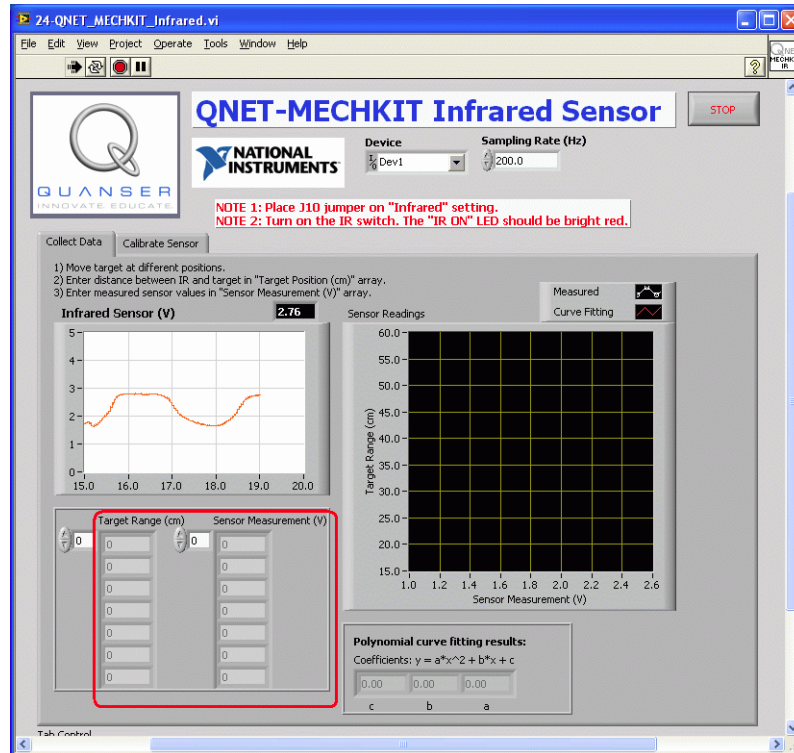 24-QNET_MECHKIT_Infrared.vi
File Edit View Project Operate Tools Window Help
QNET-MECHKIT Infrared Sensor
STOP
QUANSER
INNOVATE EDUCATE
NATIONAL
INSTRUMENTS
Device
Dev1
Sampling Rate (Hz)
200.0
NOTE 1: Place J10 jumper on "Infrared" setting.
NOTE 2: Turn on the IR switch. The "IR ON" LED should be bright red.
Collect Data
Calibrate Sensor
1) Move target at different positions.
2) Enter distance between IR and target in "Target Position (cm)" array.
3) Enter measured sensor values in "Sensor Measurement (V)" array.
Infrared Sensor (V)
2.76
5
4
3
2
1
0
15.0 16.0 17.0 18.0 19.0 20.0
Sensor Readings
Measured
Curve Fitting
60.0
55.0
50.0
45.0
40.0
35.0
30.0
25.0
20.0
15.0
Target Range (cm)
1.0 1.2 1.4 1.6 1.8 2.0 2.2 2.4 2.6
Sensor Measurement (V)
Target Range (cm) Sensor Measurement (V)
0 0 0 0
0 0
0 0
0 0
0 0
0 0
0 0
Polynomial curve fitting results:
Coefficients: y = a*x^2 + b*x + c
0.00 0.00 0.00
c b a